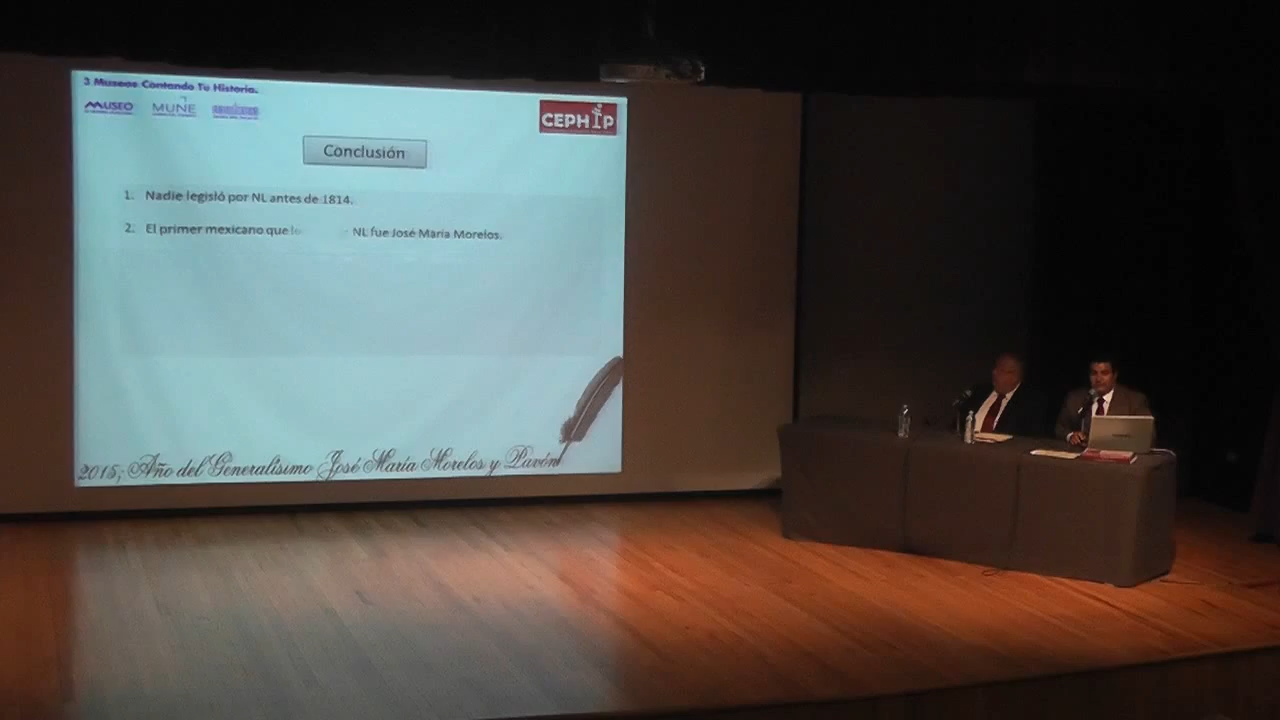 3 Museos Contando Tu Historia.
MUSEO
MUNE
CEPHIP
Conclusión
1. Nadie legisló por NL antes de 1814.
2. El primer mexicano que le NL fue José María Morelos.
2015; Año del Generalísimo José María Morelos y Pavón